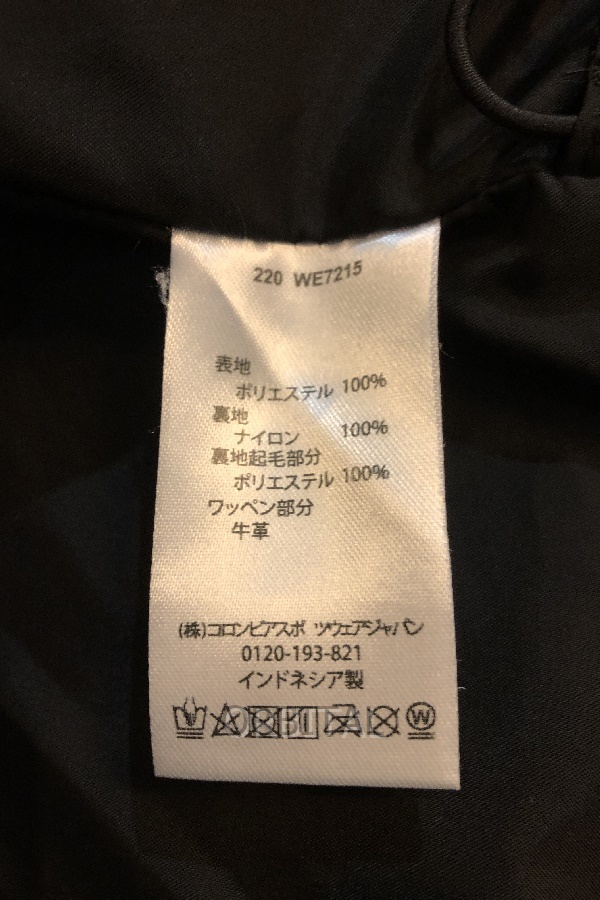 220 WE7215
表地
ポリエステル 100%
裏地
ナイロン 100%
裏地起毛部分
ポリエステル 100%
ワッペン部分
牛革
(株)コロンビアスポ ツウェアジャパン
0120-193-821
インドネシア製
W